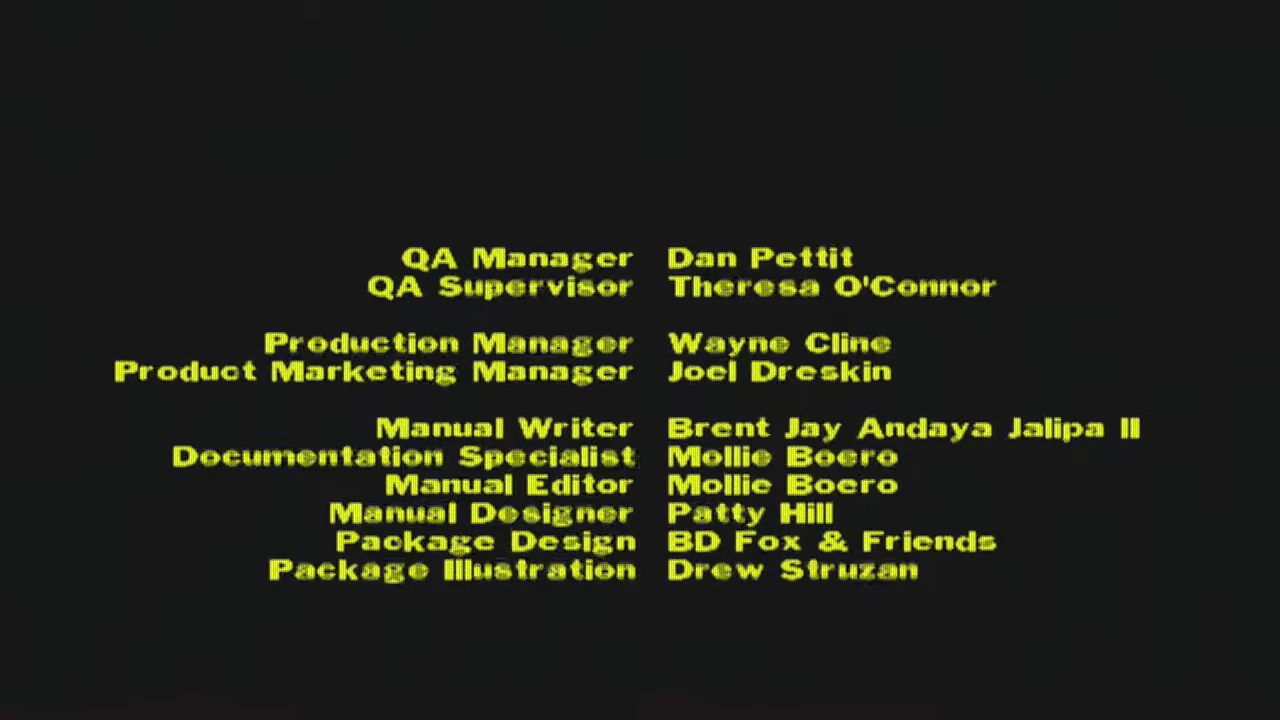 QA Manager Dan Pettit
QA Supervisor Theresa O'Connor
Production Manager Wayne Cline
Product Marketing Manager Joel Dreskin
Manual Writer Brent Jay Andaya Jalipa II
Documentation Specialist Mollie Boero
Manual Editor Mollie Boero
Manual Designer Patty Hill
Package Design BD Fox & Friends
Package Illustration Drew Struzan